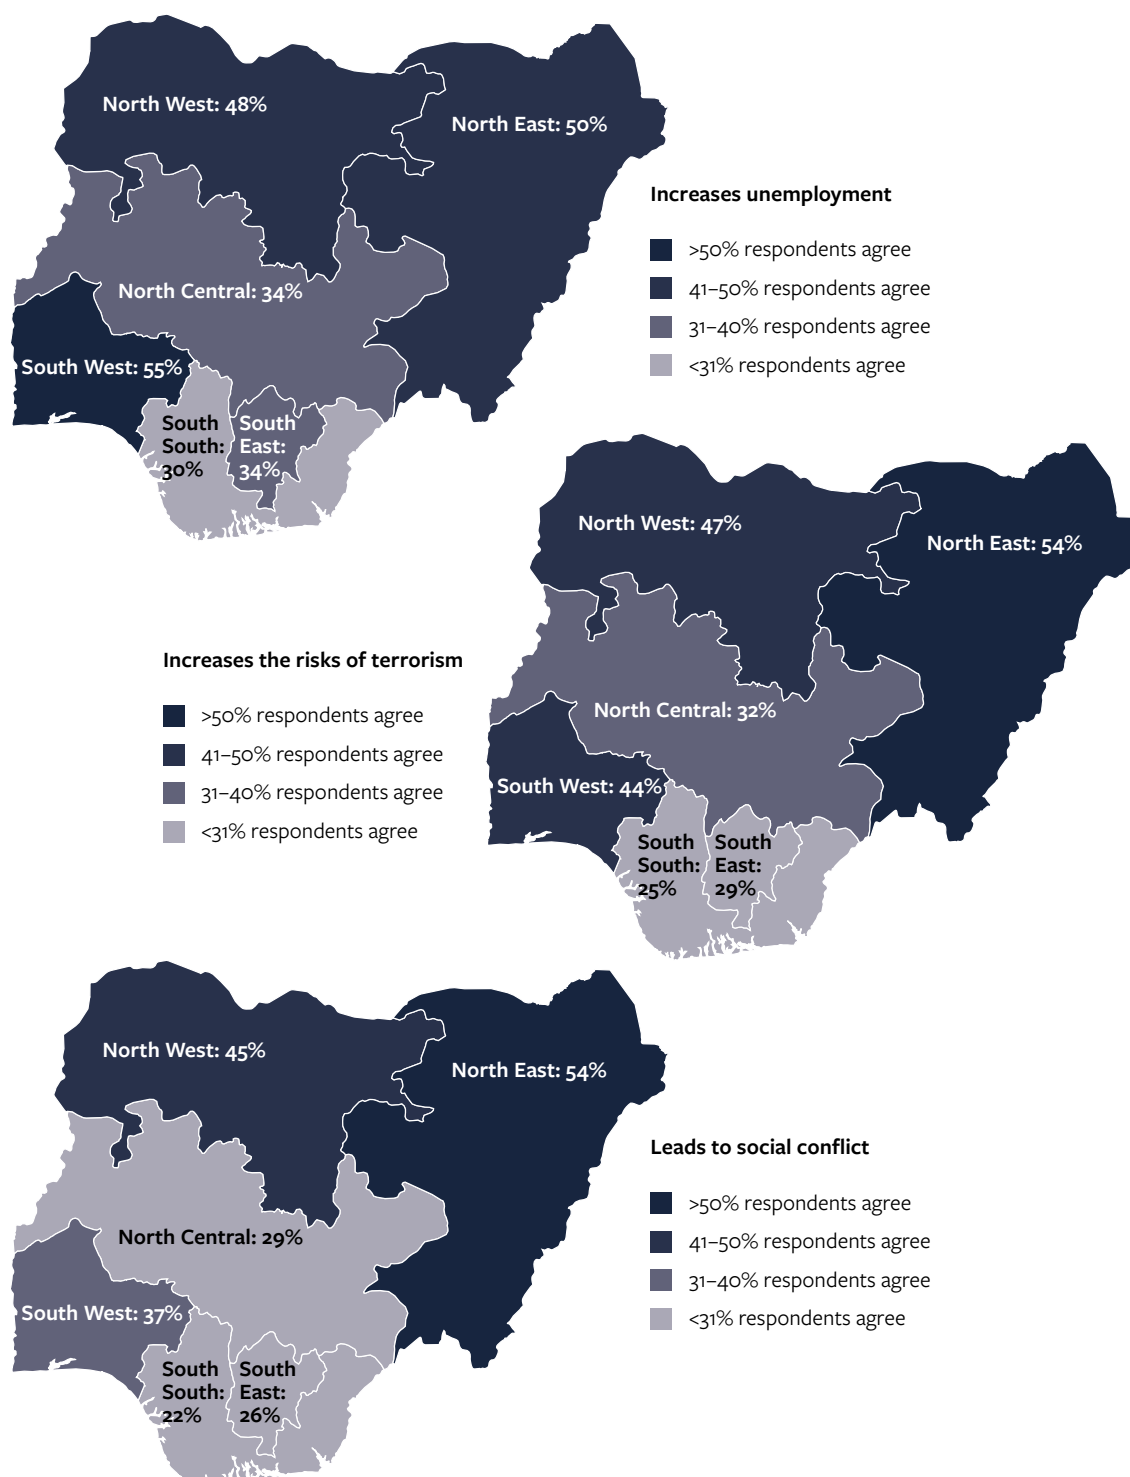 North West: 48%
North East: 50%
North Central: 34%
South West: 55%
South
South:
30%
South
East:
34%
Increases unemployment
>50% respondents agree
41–50% respondents agree
31–40% respondents agree
<31% respondents agree
North West: 47%
North East: 54%
North Central: 32%
South West: 44%
South
South:
25%
South
East:
29%
Increases the risks of terrorism
>50% respondents agree
41–50% respondents agree
31–40% respondents agree
<31% respondents agree
North West: 45%
North East: 54%
North Central: 29%
South West: 37%
South
South:
22%
South
East:
26%
Leads to social conflict
>50% respondents agree
41–50% respondents agree
31–40% respondents agree
<31% respondents agree